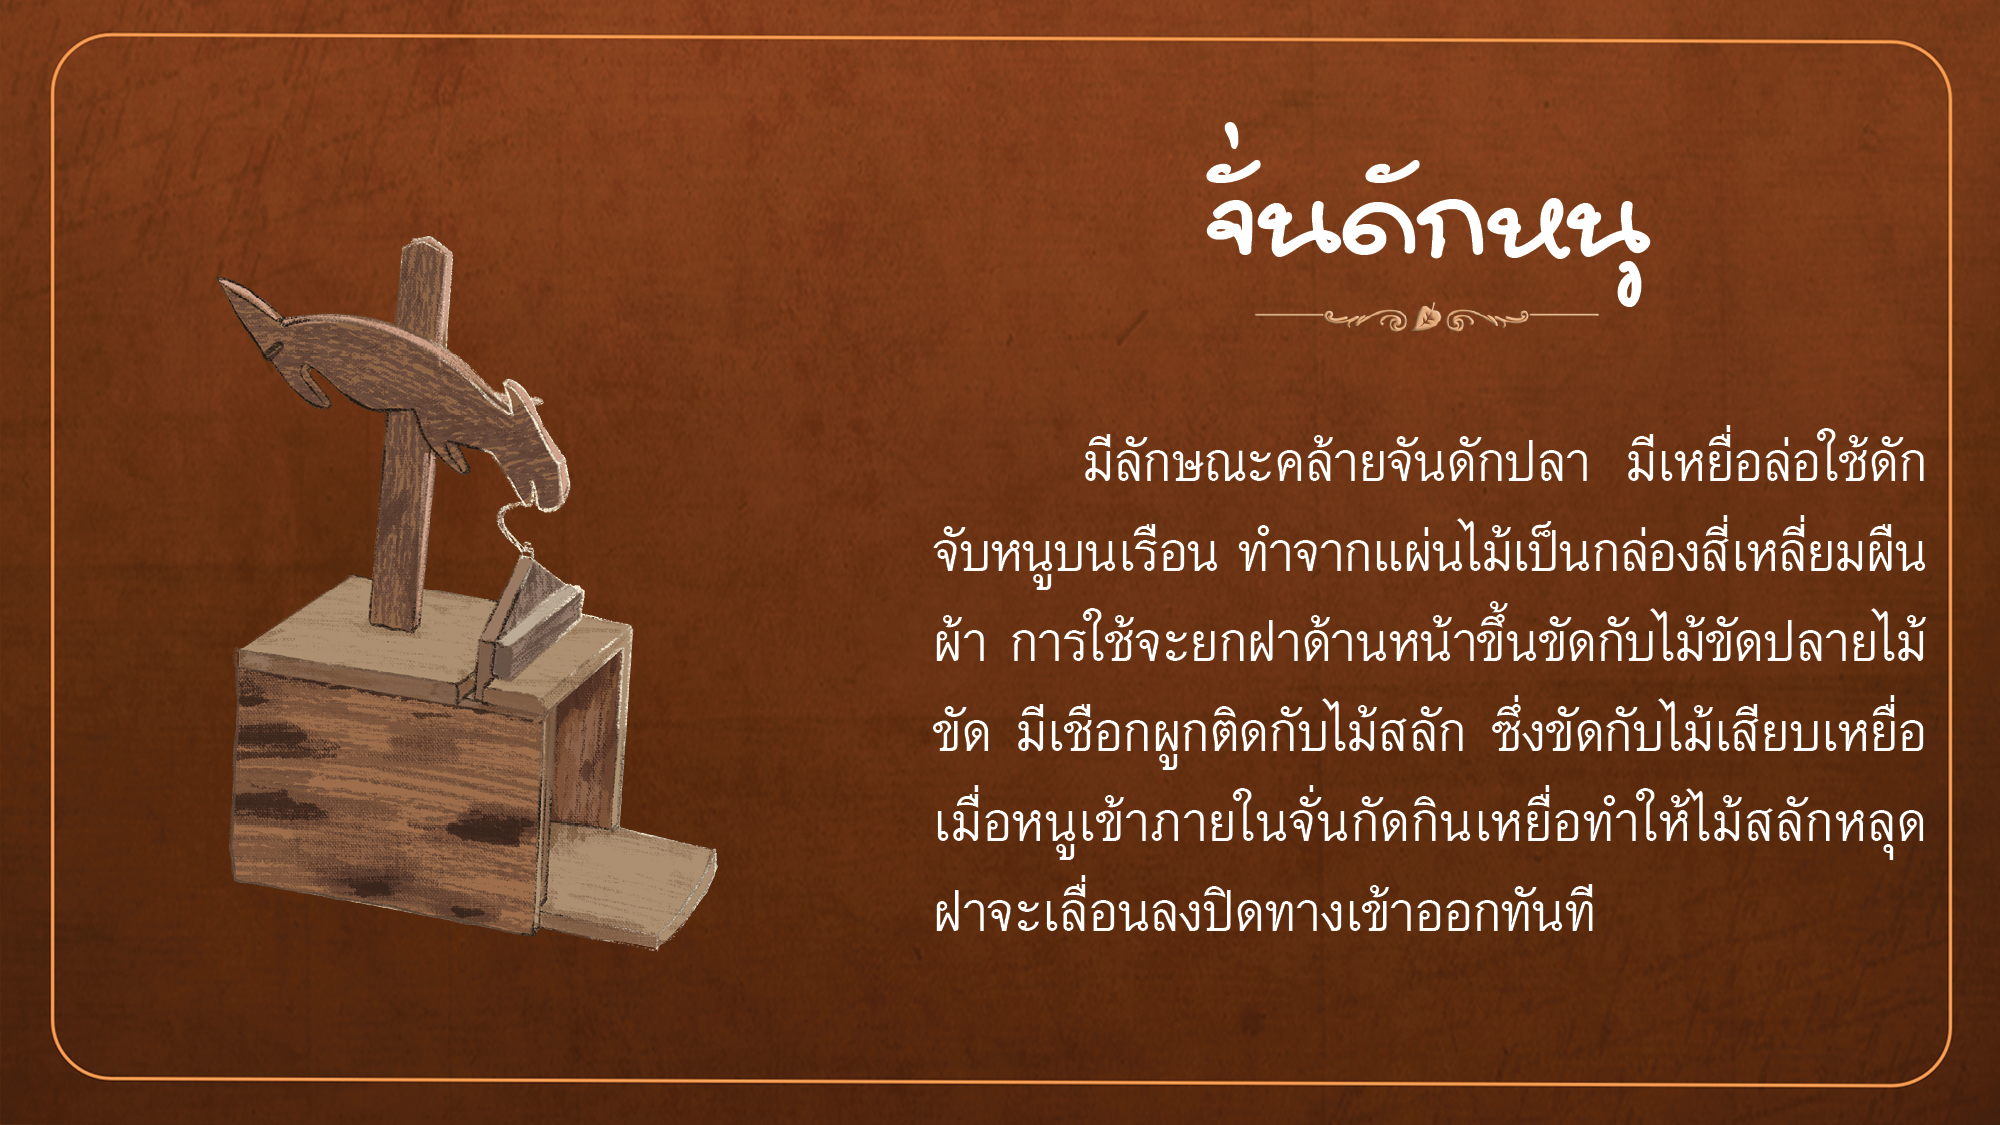 จั่นดักหนู
มีลักษณะคล้ายจันดักปลา มีเหยื่อล่อใช้ดัก
จับหนูบนเรือน ทำจากแผ่นไม้เป็นกล่องสี่เหลี่ยมผืน
ผ้า การใช้จะยกฝาด้านหน้าขึ้นขัดกับไม้ขัดปลายไม้
ขัด มีเชือกผูกติดกับไม้สลัก ซึ่งขัดกับไม้เสียบเหยื่อ
เมื่อหนูเข้าภายในจั่นกัดกินเหยื่อทำให้ไม้สลักหลุด
ฝาจะเลื่อนลงปิดทางเข้าออกทันที